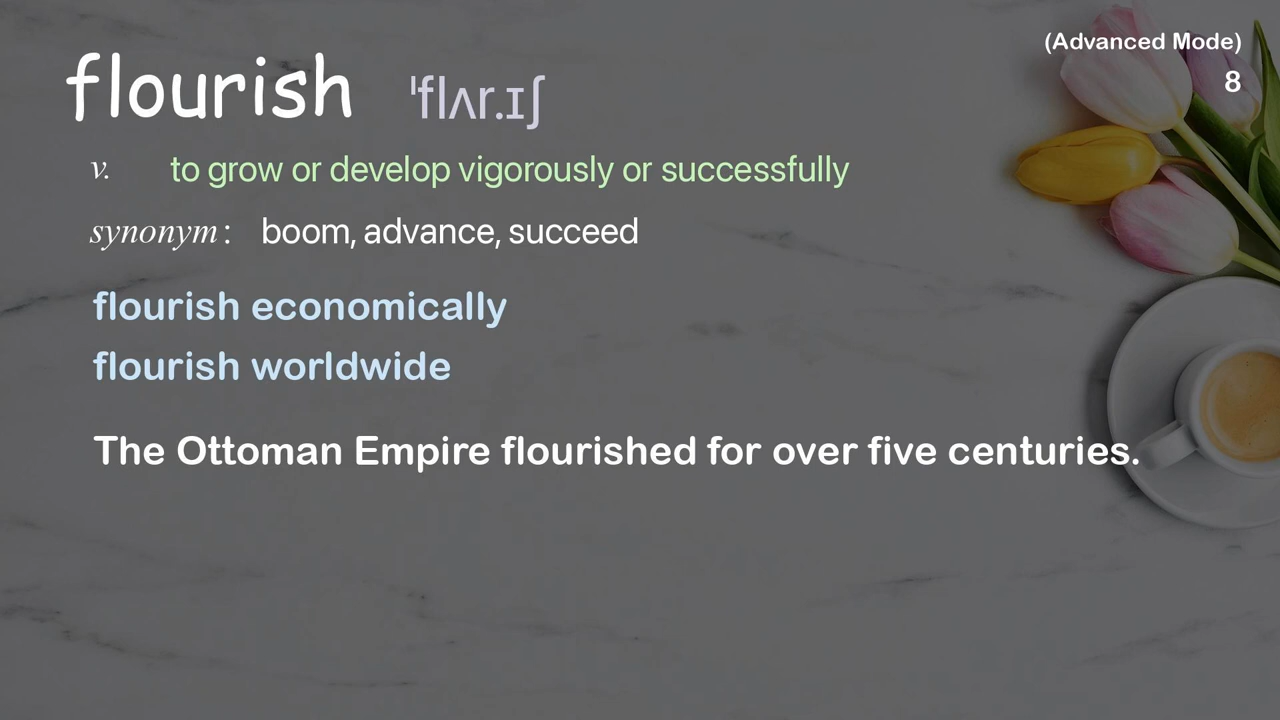 (Advanced Mode)
8
flourish ˈflʌr.ɪʃ
v. to grow or develop vigorously or successfully
synonym : boom, advance, succeed
flourish economically
flourish worldwide
The Ottoman Empire flourished for over five centuries.